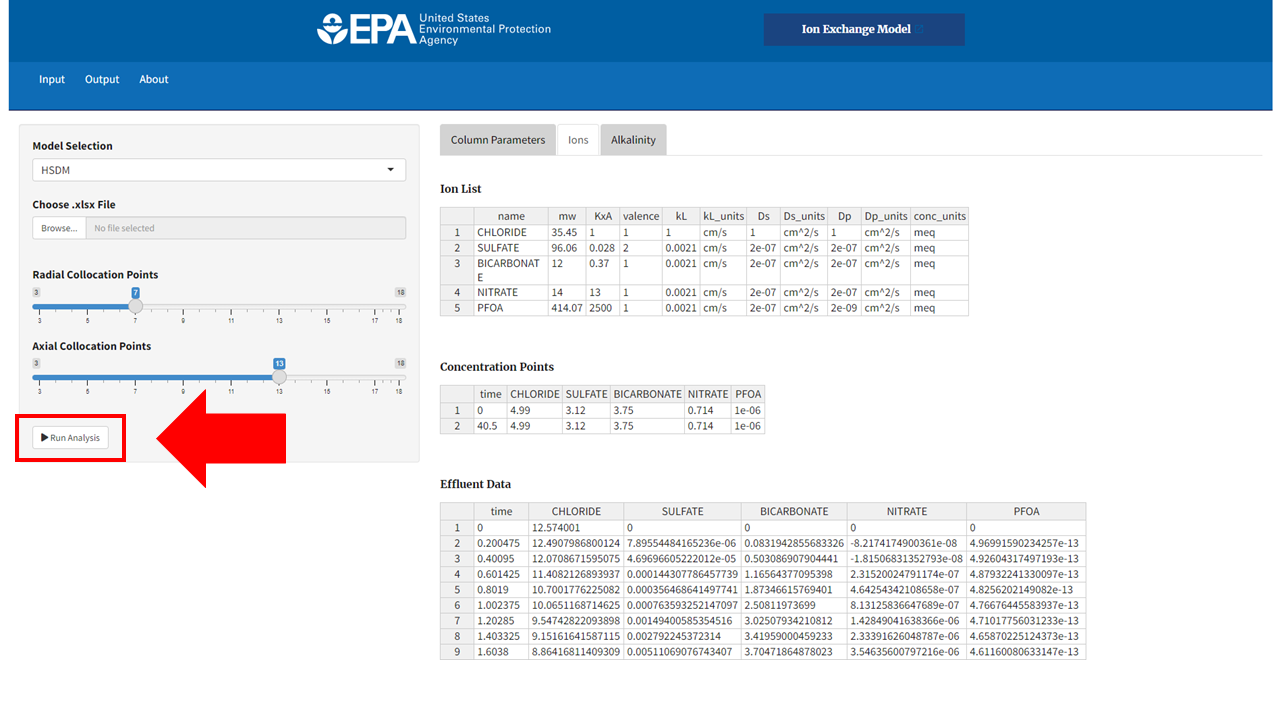 EPA
United States
Environmental Protection
Agency
Ion Exchange Model
Input Output About
Model Selection
HSDM
Choose .xlsx File
Browse... No file selected
Radial Collocation Points
3 7 18
3 5 7 9 11 13 15 17 18
Axial Collocation Points
3 13 18
3 5 7 9 11 13 15 17 18
Run Analysis
Column Parameters Ions Alkalinity
Ion List
name mw KxA valence kL kL_units Ds Ds_units Dp Dp_units conc_units
1 CHLORIDE 35.45 1 1 1 cm/s 1 cm^2/s 1 cm^2/s meq
2 SULFATE 96.06 0.028 2 0.0021 cm/s 2e-07 cm^2/s 2e-07 cm^2/s meq
3 BICARBONAT 12 0.37 1 0.0021 cm/s 2e-07 cm^2/s 2e-07 cm^2/s meq
E
4 NITRATE 14 13 1 0.0021 cm/s 2e-07 cm^2/s 2e-07 cm^2/s meq
5 PFOA 414.07 2500 1 0.0021 cm/s 2e-07 cm^2/s 2e-09 cm^2/s meq
Concentration Points
time CHLORIDE SULFATE BICARBONATE NITRATE PFOA
1 0 4.99 3.12 3.75 0.714 1e-06
2 40.5 4.99 3.12 3.75 0.714 1e-06
Effluent Data
time CHLORIDE SULFATE BICARBONATE NITRATE PFOA
1 0 12.574001 0 0 0 0
2 0.200475 12.4907986800124 7.89554484165236e-06 0.0831942855683326 -8.2174174900361e-08 4.96991590234257e-13
3 0.40095 12.0708671595075 4.69696605222012e-05 0.503086907904441 -1.81506831352793e-08 4.92604317497193e-13
4 0.601425 11.4082126893937 0.000144307786457739 1.16564377095398 2.31520024791174e-07 4.87932241330097e-13
5 0.8019 10.7001776225082 0.000356468641497741 1.87346615769401 4.64254342108658e-07 4.8256202149082e-13
6 1.002375 10.0651168714625 0.000763593252147097 2.50811973699 8.13125836647689e-07 4.76676445583937e-13
7 1.20285 9.54742822093898 0.00149400585354516 3.02507934210812 1.42849041638366e-06 4.71017756031233e-13
8 1.403325 9.15161641587115 0.002792245372314 3.41959000459233 2.33391626048787e-06 4.65870225124373e-13
9 1.6038 8.86416811409309 0.00511069076743407 3.70471864878023 3.54635600797216e-06 4.61160080633147e-13